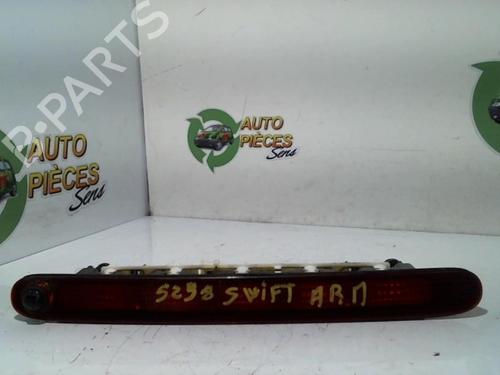 B-PARTS
AUTO
PIÈCES
Sens
AUTO
PIÈCES
Sens
5298 SWIFT ARM